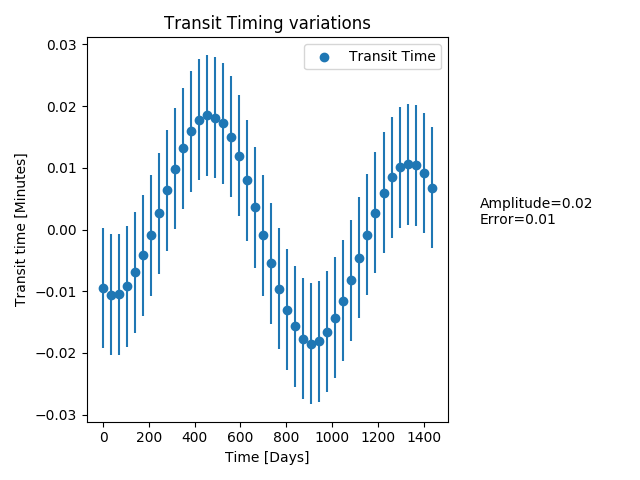 Transit Timing variations
Transit Time
Transit time [Minutes]
0.03
0.02
0.01
0.00
−0.01
−0.02
−0.03
0 200 400 600 800 1000 1200 1400
Time [Days]
Amplitude=0.02
Error=0.01